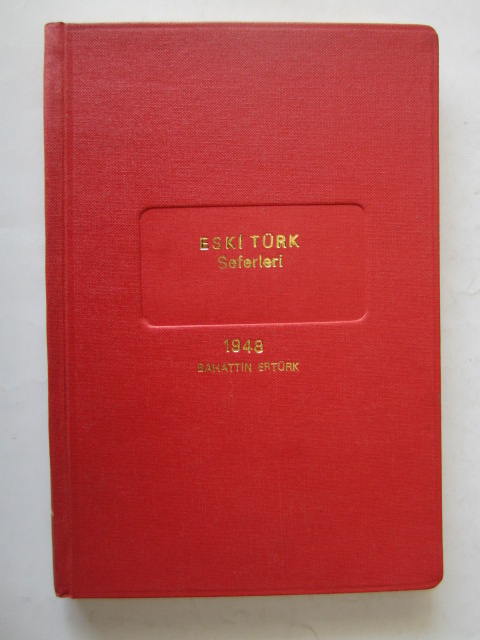 ESKİ TÜRK
Seferleri
1948
BAHATTİN ERTÜRK